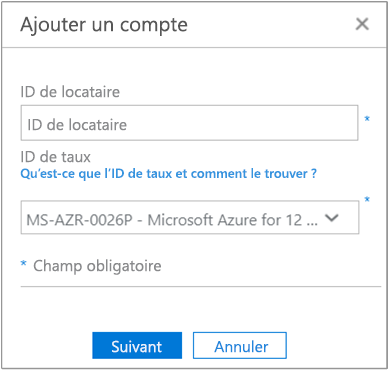 Ajouter un compte
ID de locataire
ID de locataire
*
ID de taux
Qu'est-ce que l'ID de taux et comment le trouver ?
*
MS-AZR-0026P - Microsoft Azure for 12 ...
* Champ obligatoire
Suivant
Annuler